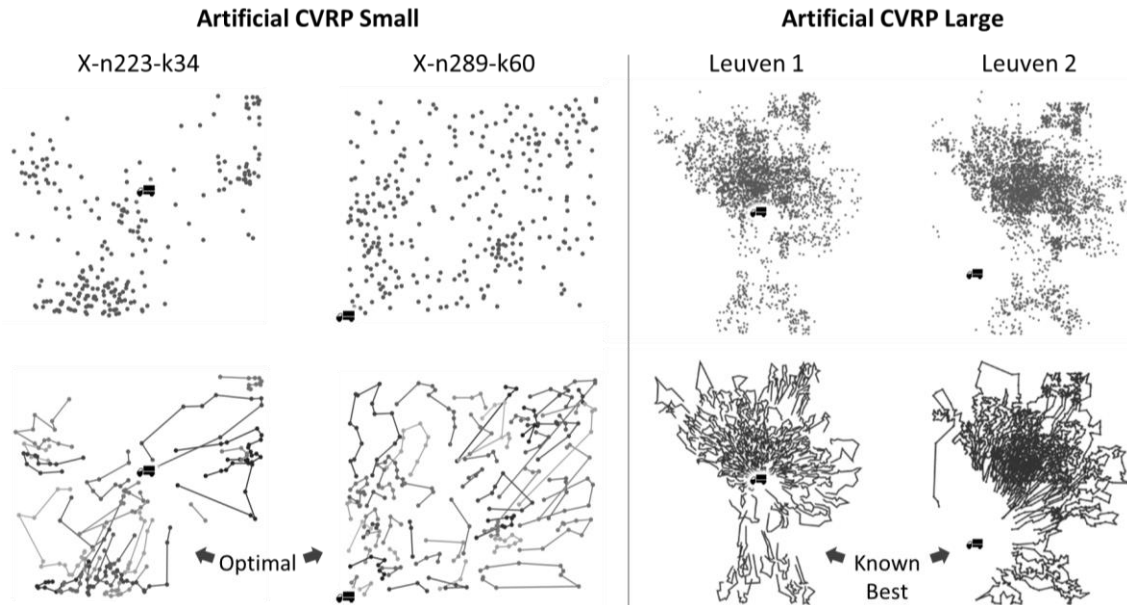 Artificial CVRP Small
Artificial CVRP Large
X-n223-k34
X-n289-k60
Leuven 1
Leuven 2
Optimal
Known
Best